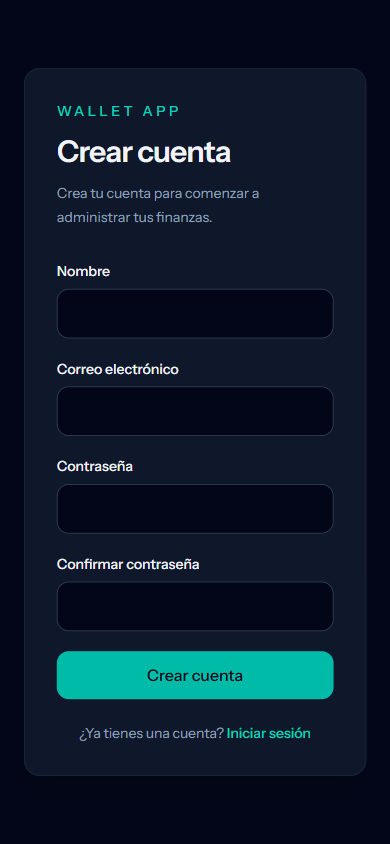 WALLET APP
Crear cuenta
Crea tu cuenta para comenzar a
administrar tus finanzas.
Nombre
Correo electrónico
Contraseña
Confirmar contraseña
Crear cuenta
¿Ya tienes una cuenta? Iniciar sesión